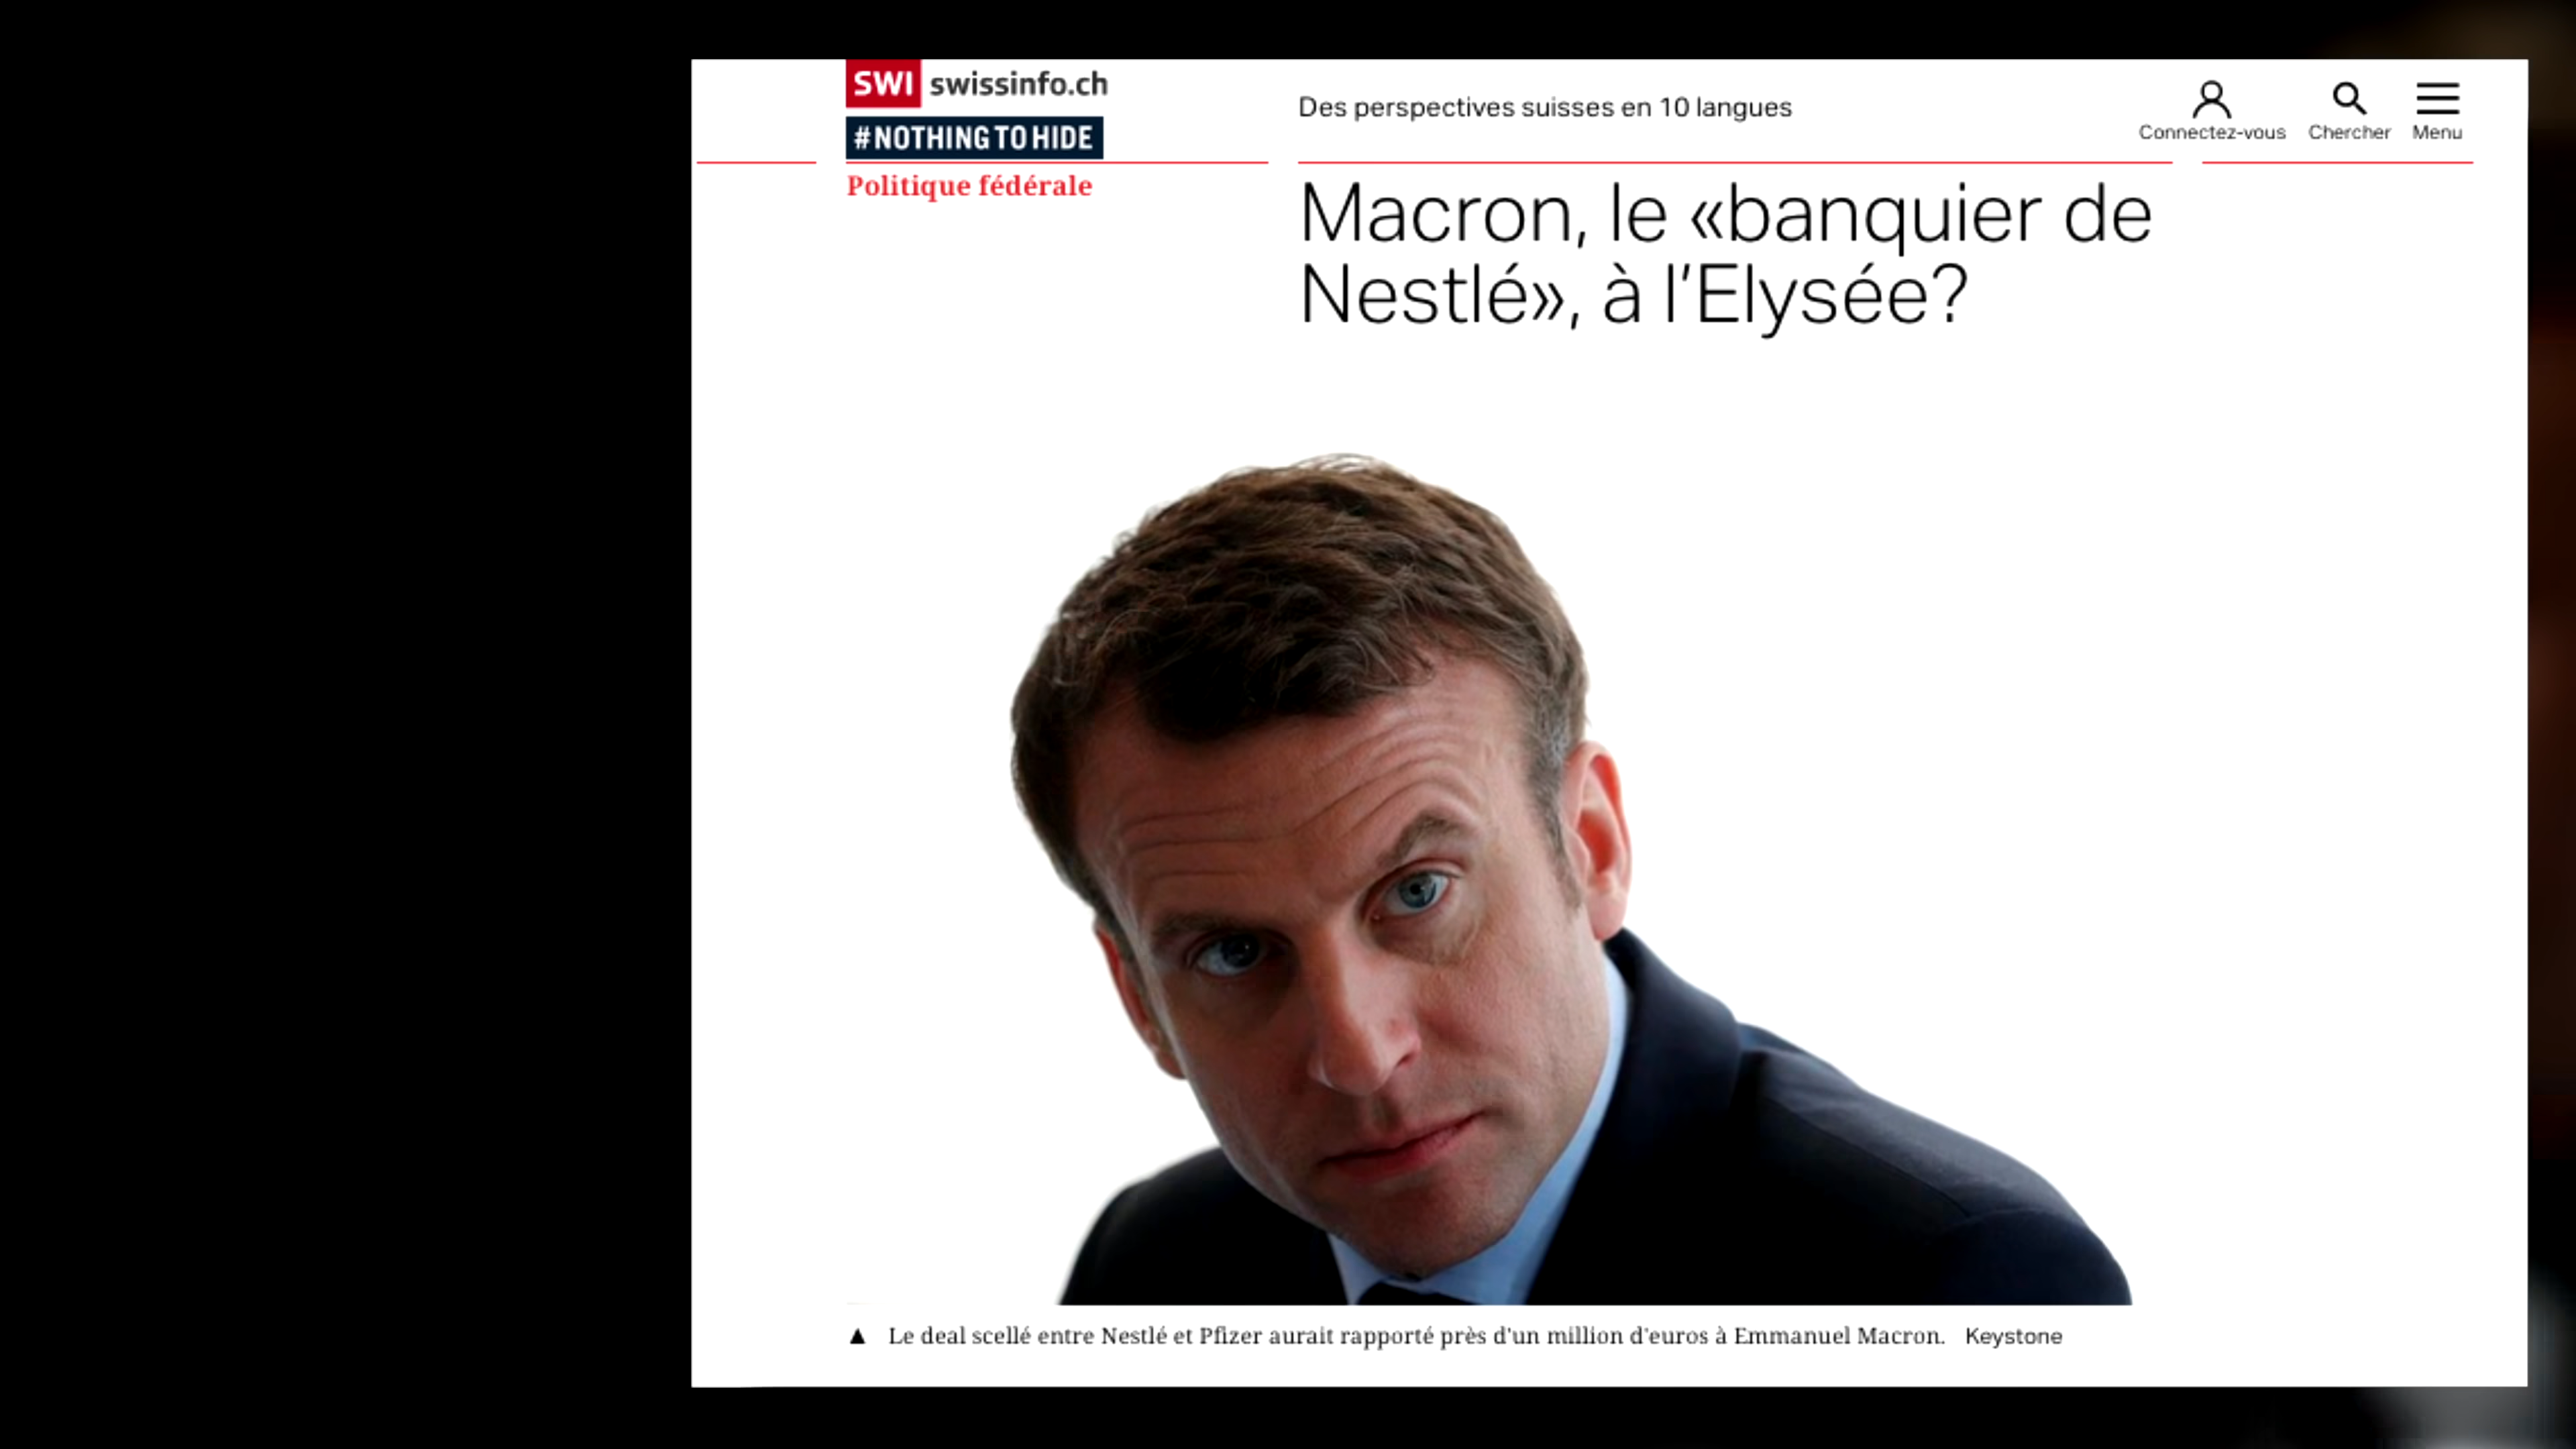 SWI swissinfo.ch
#NOTHING TO HIDE
Des perspectives suisses en 10 langues
Connectez-vous
Chercher
Menu
Politique fédérale
Macron, le «banquier de
Nestlé», à l'Elysée?
▲ Le deal scellé entre Nestlé et Pfizer aurait rapporté près d'un million d'euros à Emmanuel Macron. Keystone